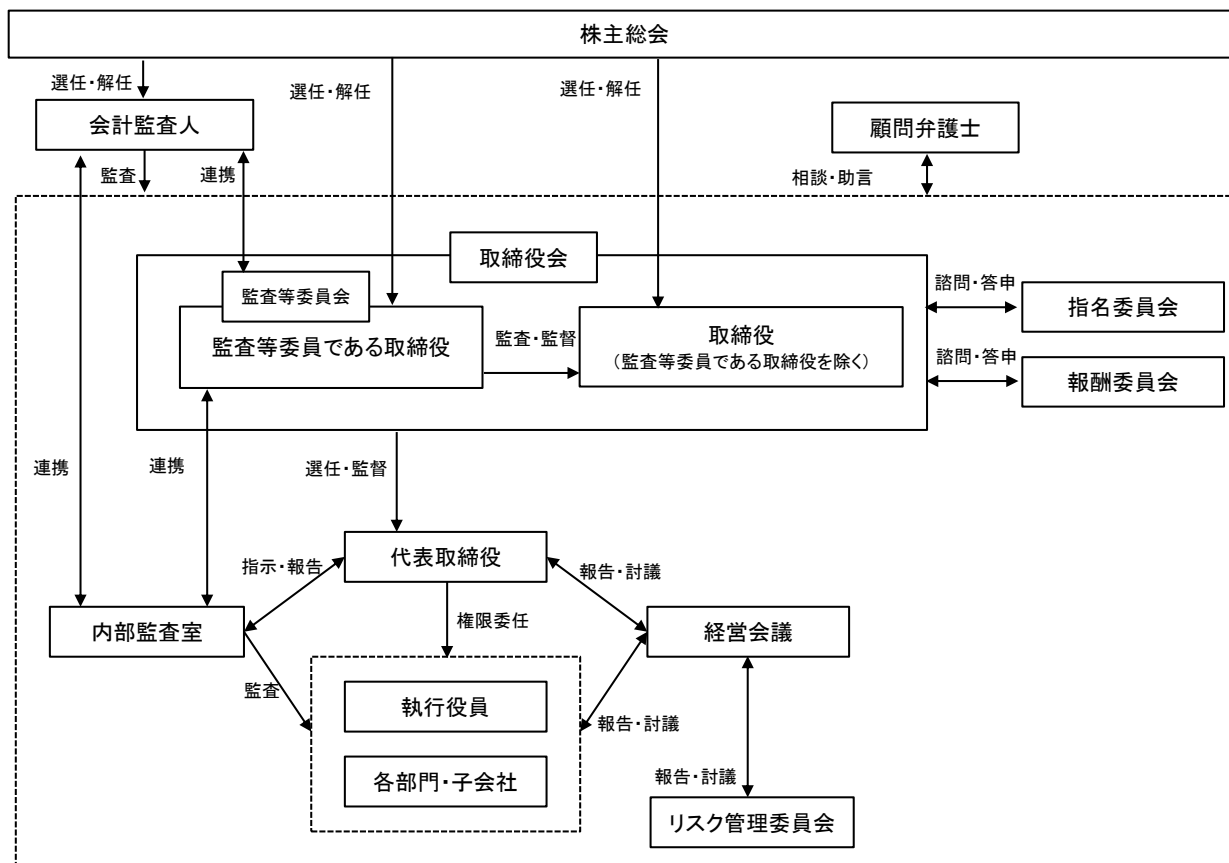 株主総会
選任・解任
選任・解任
選任・解任
会計監査人
顧問弁護士
監査
連携
相談・助言
取締役会
監査等委員会
監査等委員である取締役
監査・監督
取締役
（監査等委員である取締役を除く）
諮問・答申
指名委員会
諮問・答申
報酬委員会
連携
連携
選任・監督
代表取締役
指示・報告
報告・討議
内部監査室
権限委任
経営会議
監査
執行役員
報告・討議
各部門・子会社
報告・討議
リスク管理委員会